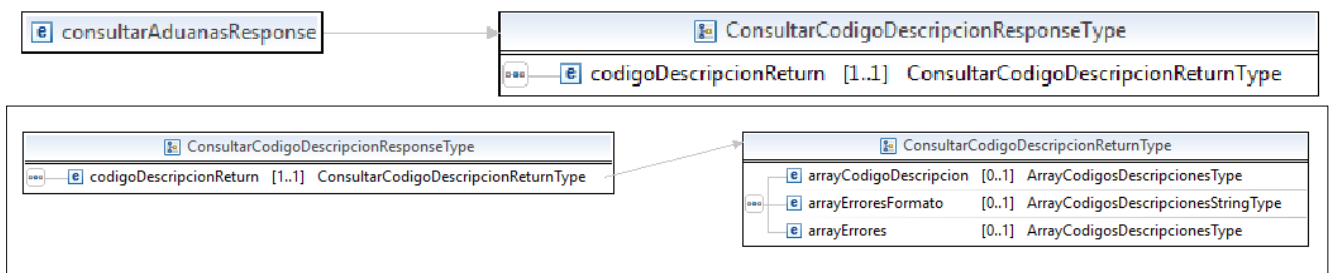 consultarAduanasResponse
ConsultarCodigoDescripcionResponseType
codigoDescripcionReturn [1..1] ConsultarCodigoDescripcionReturnType
ConsultarCodigoDescripcionResponseType
codigoDescripcionReturn [1..1] ConsultarCodigoDescripcionReturnType
ConsultarCodigoDescripcionReturnType
arrayCodigoDescripcion [0..1] ArrayCodigosDescripcionesType
arrayErroresFormato [0..1] ArrayCodigosDescripcionesStringType
arrayErrores [0..1] ArrayCodigosDescripcionesType